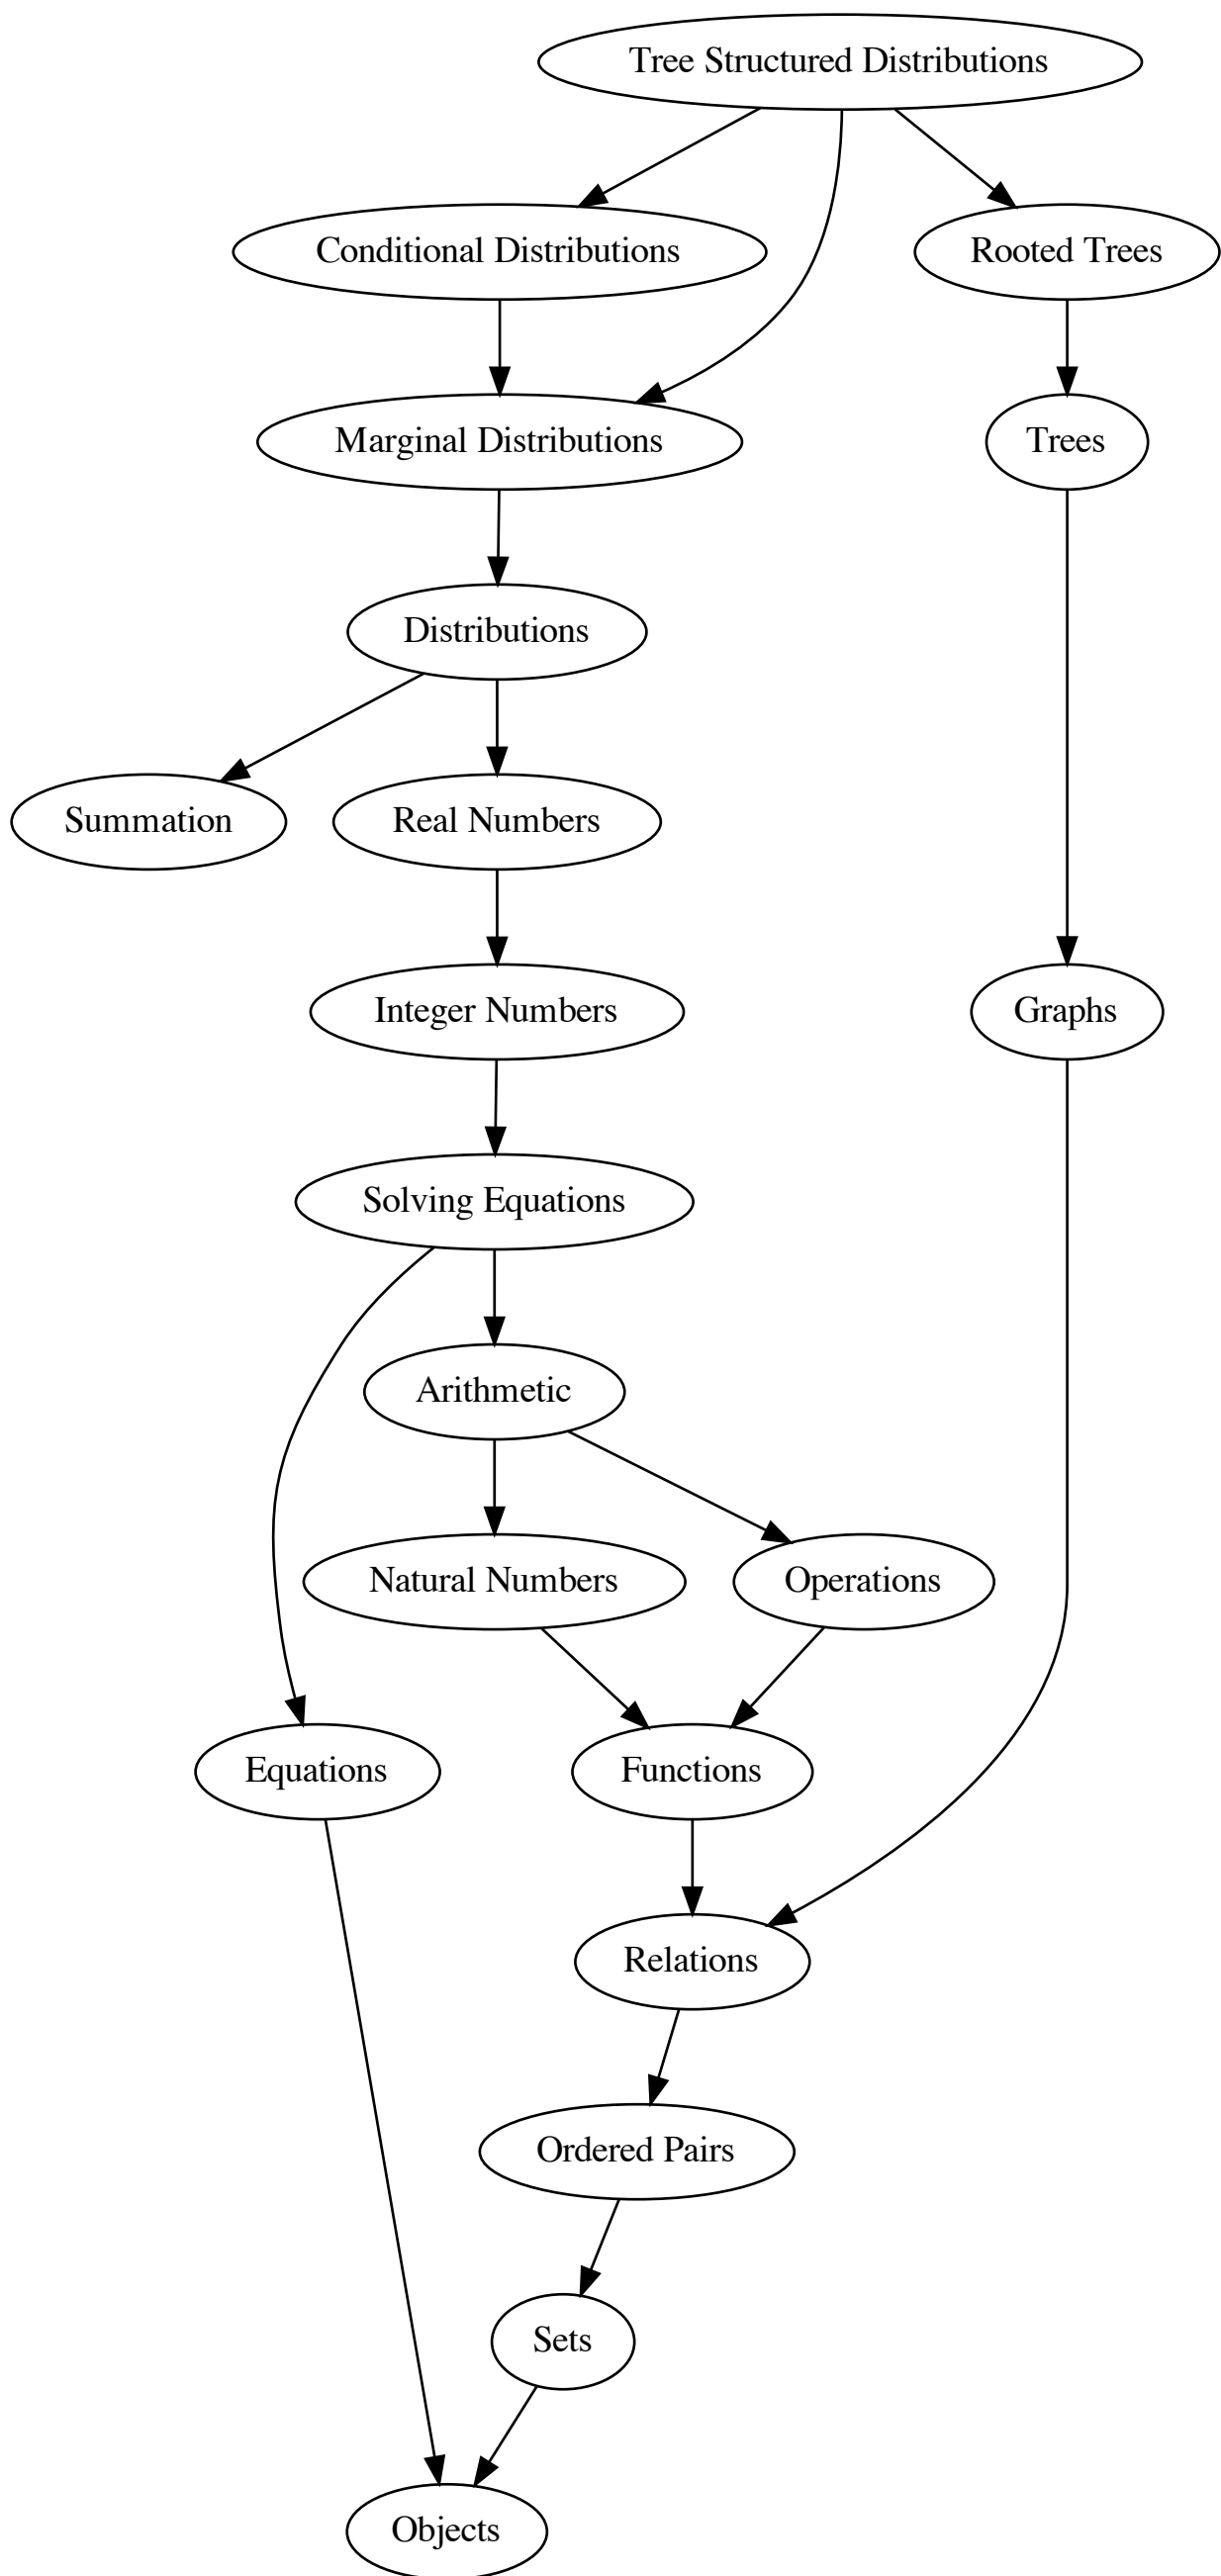 Tree Structured Distributions
Conditional Distributions
Rooted Trees
Marginal Distributions
Trees
Distributions
Summation
Real Numbers
Integer Numbers
Graphs
Solving Equations
Arithmetic
Natural Numbers
Operations
Equations
Functions
Relations
Ordered Pairs
Sets
Objects